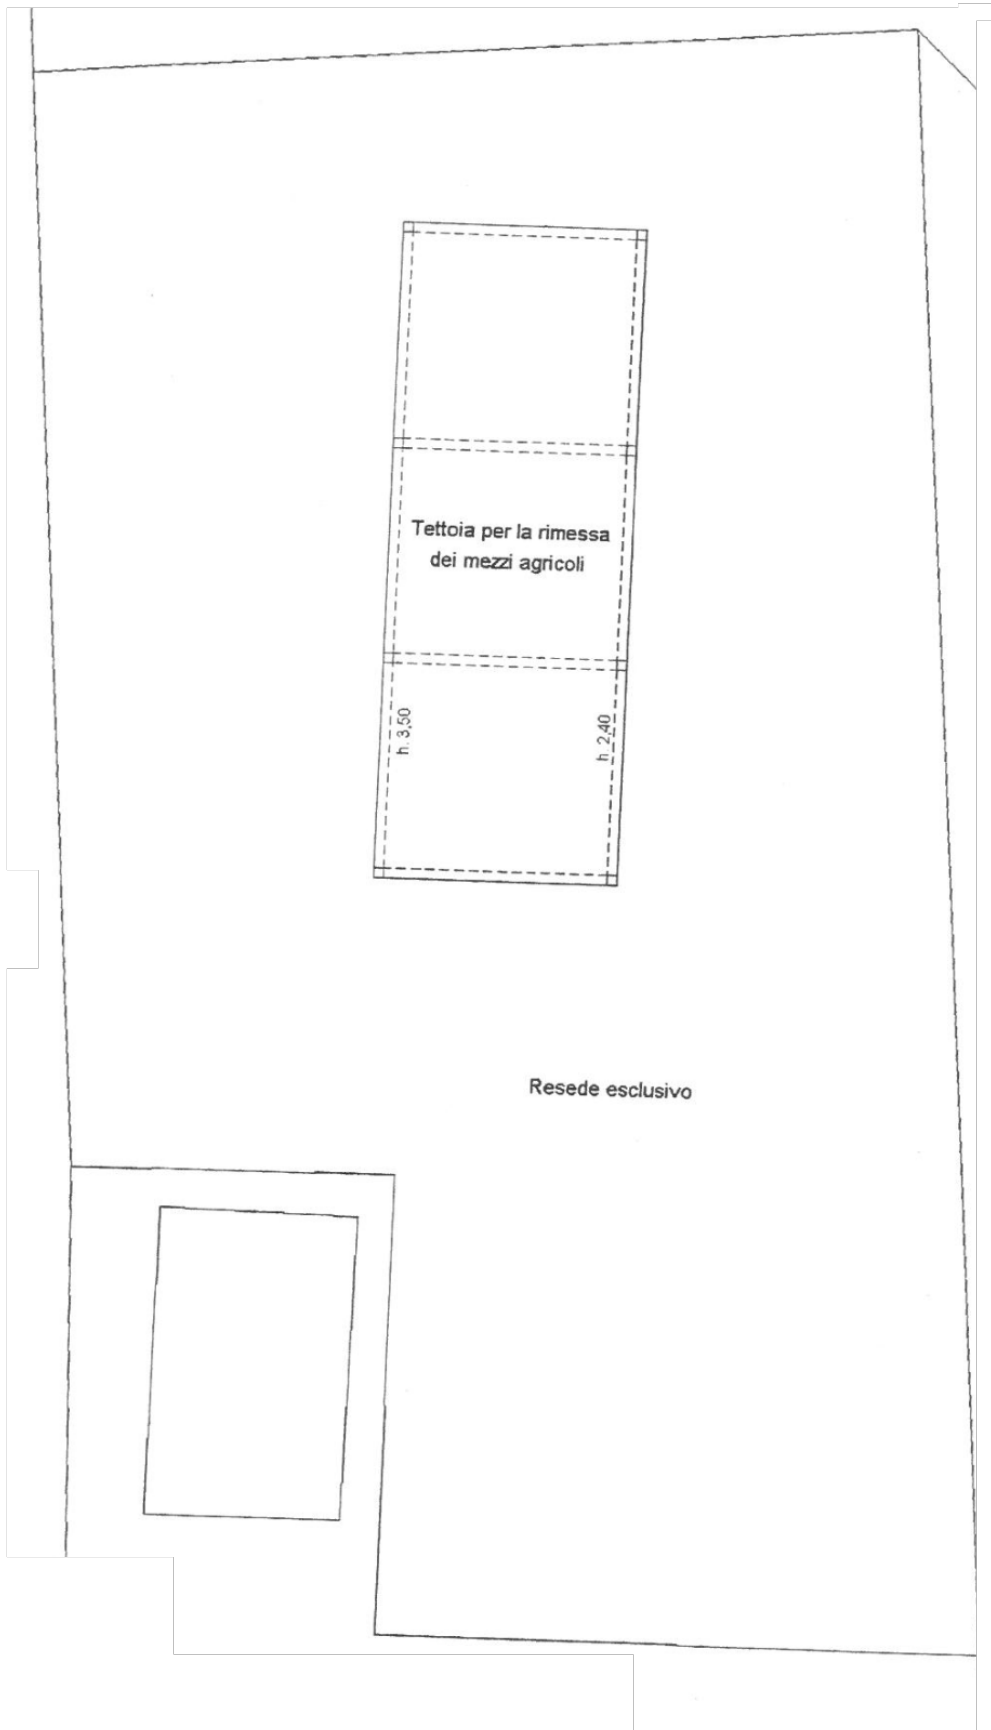 Tettoia per la rimessa
dei mezzi agricoli
h. 3,50
h. 2,40
Resede esclusivo